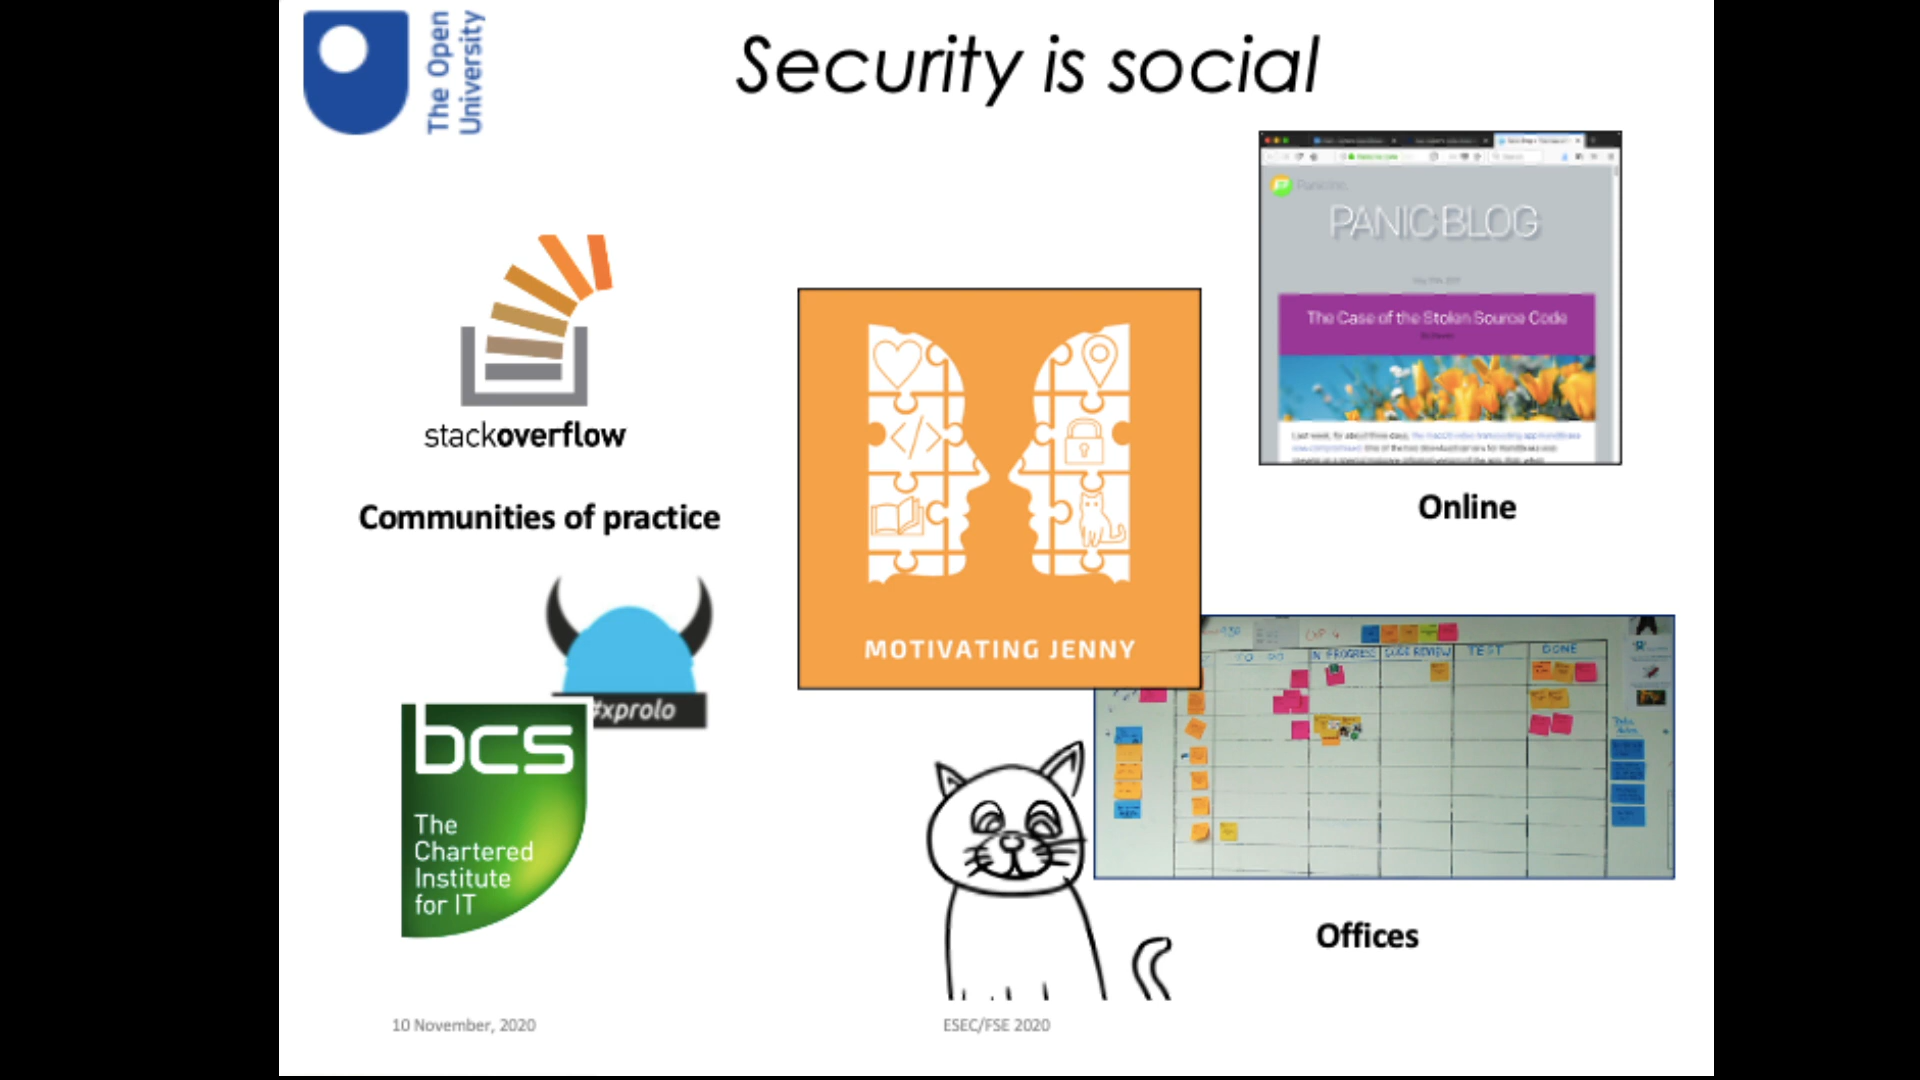 The Open
University
Security is social
stackoverflow
Communities of practice
#xprolo
bcs
The
Chartered
Institute
for IT
MOTIVATING JENNY
Panic Inc.
PANIC BLOG
The Case of the Stolen Source Code
Online
TO DO
IN PROGRESS
CODE REVIEW
TEST
DONE
Offices
10 November, 2020
ESEC/FSE 2020